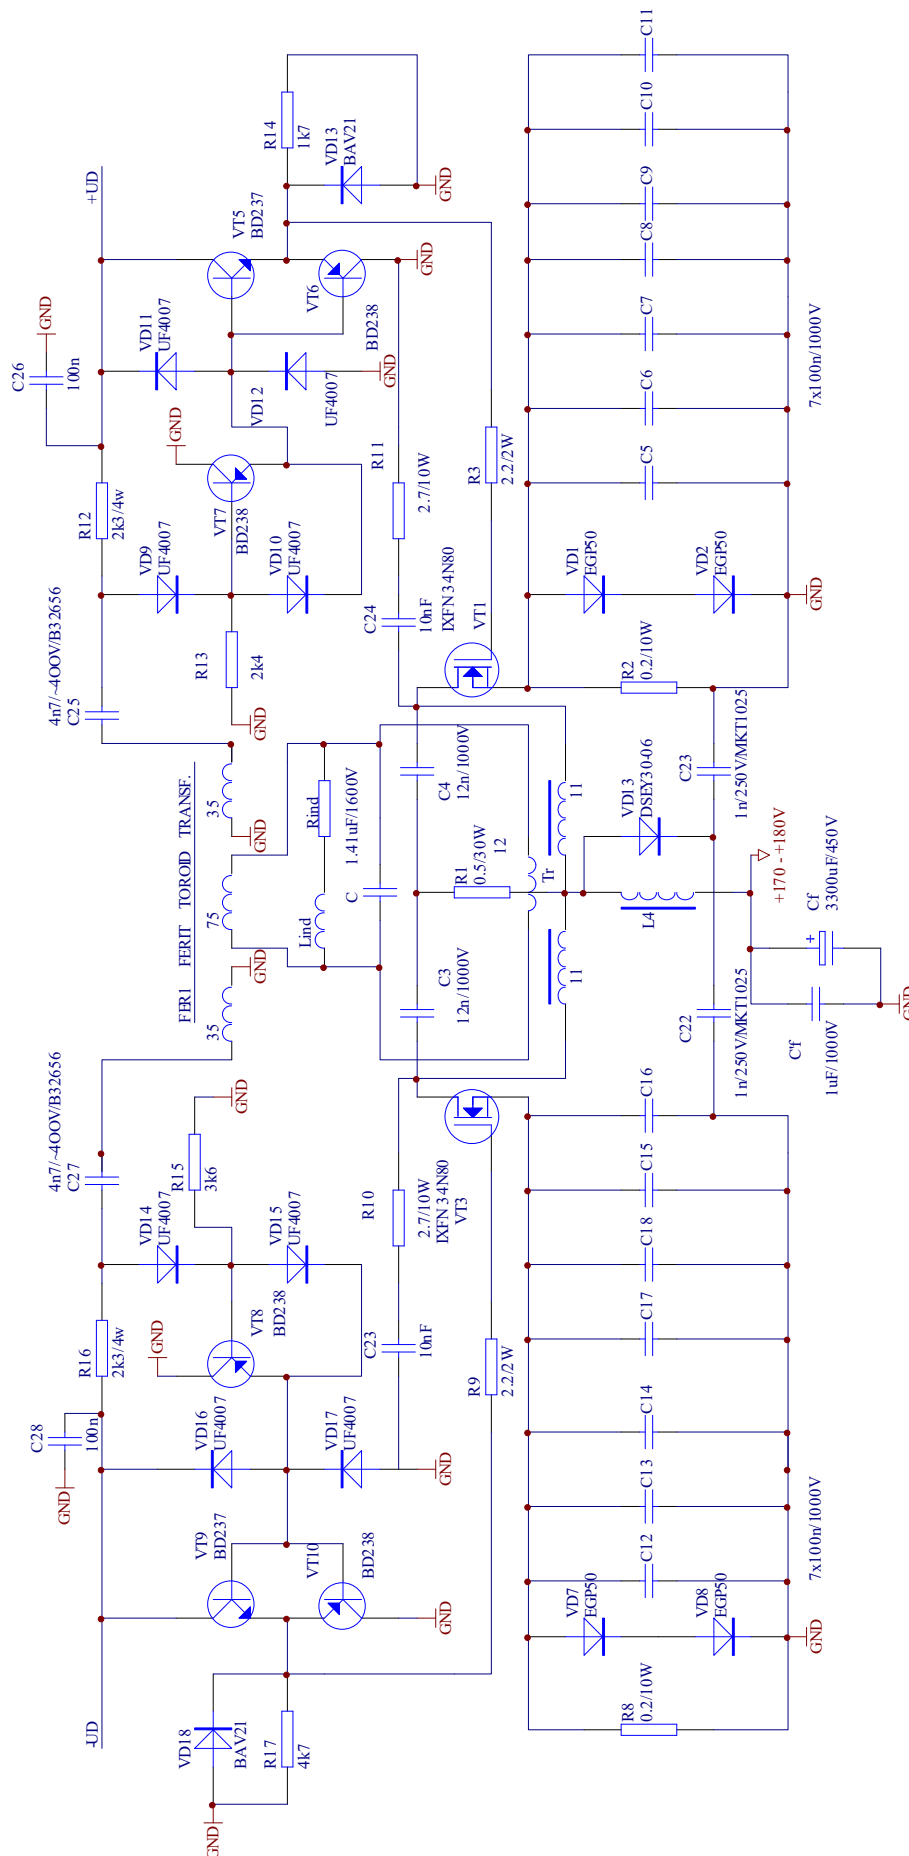 C11
C10
C9
C8
C7
C6
C5
7x100n/1000V
R14
1k7
VD13
BAV21
GND
+UD
VT5
BD237
VT6
BD238
GND
GND
C26
100n
VD11
UF4007
VD12
UF4007
GND
GND
R11
2.7/10W
R3
2.2/2W
R12
2k3/4w
VT7
BD238
VD9
UF4007
VD10
UF4007
C24
10nF
IXFN34N80
VT1
VD1
EGP50
VD2
EGP50
GND
R2
0.2/10W
4n7/~400V/B32656
C25
R13
2k4
GND
35
GND
FER1 FERIT TOROID TRANSF.
75
GND
35
Rind
1.41uF/1600V
C
Lind
C4
12n/1000V
R1
0.5/30W
12
Tr
C3
12n/1000V
11
11
VD13
DSEY30-06
C23
1n/250V/MKT1025
L4
+170 - +180V
Cf
3300uF/450V
+
C'f
1uF/1000V
GND
C22
1n/250V/MKT1025
4n7/~400V/B32656
C27
R15
3k6
GND
VD14
UF4007
VD15
UF4007
R10
2.7/10W
IXFN34N80
VT3
C16
C15
C18
C17
C14
C13
C12
7x100n/1000V
R16
2k3/4w
GND
VT8
BD238
C23
10nF
R9
2.2/2W
C28
100n
GND
VD16
UF4007
VD17
UF4007
GND
VT9
BD237
VT10
BD238
GND
VD7
EGP50
VD8
EGP50
GND
R8
0.2/10W
-UD
VD18
BAV21
R17
4k7
GND